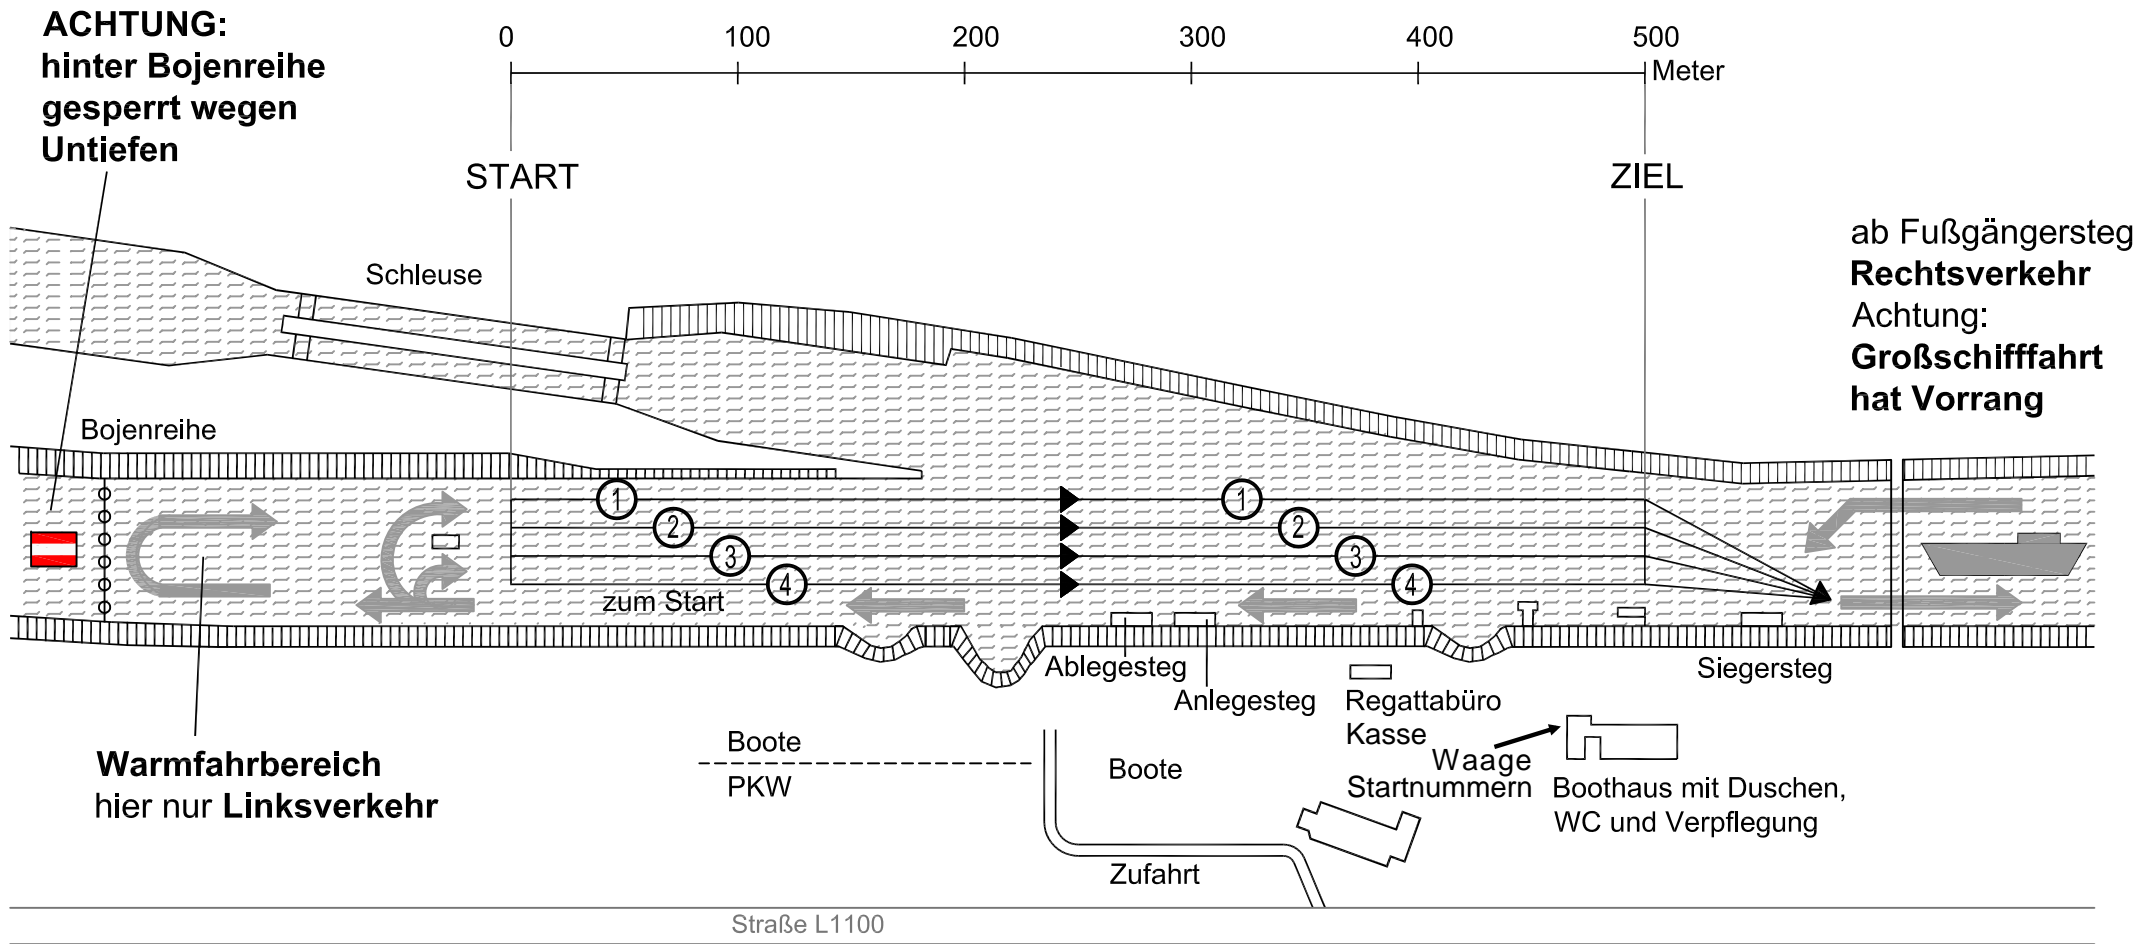 ACHTUNG:
hinter Bojenreihe
gesperrt wegen
Untiefen
0 100 200 300 400 500
Meter
START
ZIEL
ab Fußgängersteg
Rechtsverkehr
Achtung:
Großschifffahrt
hat Vorrang
Schleuse
Bojenreihe
1 1
2 2
3 3
4 4
zum Start
Ablegesteg
Anlegesteg
Siegersteg
Regattabüro
Kasse
Waage
Startnummern
Boothaus mit Duschen,
WC und Verpflegung
Boote
PKW
Boote
Warmfahrbereich
hier nur Linksverkehr
Zufahrt
Straße L1100